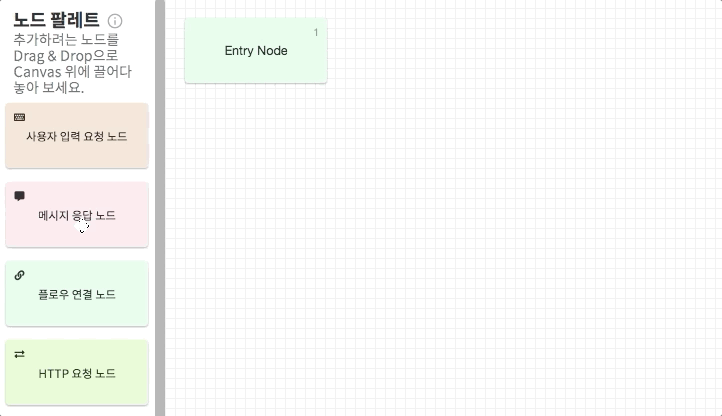 노드 팔레트
추가하려는 노드를
Drag & Drop으로
Canvas 위에 끌어다
놓아 보세요.
사용자 입력 요청 노드
메시지 응답 노드
플로우 연결 노드
HTTP 요청 노드
1
Entry Node